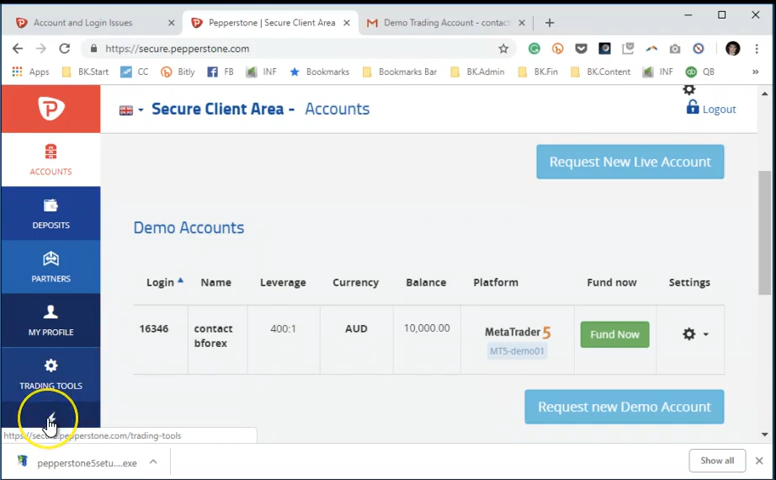 Account and Login Issues
Pepperstone | Secure Client Area
Demo Trading Account - contac
https://secure.pepperstone.com
Apps
BK.Start
CC
Bitly
FB
INF
Bookmarks
Bookmarks Bar
BK.Admin
BK.Fin
BK.Content
INF
QB
»
Secure Client Area - Accounts
Logout
ACCOUNTS
DEPOSITS
PARTNERS
MY PROFILE
TRADING TOOLS
Request New Live Account
Demo Accounts
Login Name Leverage Currency Balance Platform Fund now Settings
16346 contact bforex 400:1 AUD 10,000.00 MetaTrader 5 Fund Now
MT5-demo01
Request new Demo Account
https://secure.pepperstone.com/trading-tools
pepperstone5setu....exe
Show all